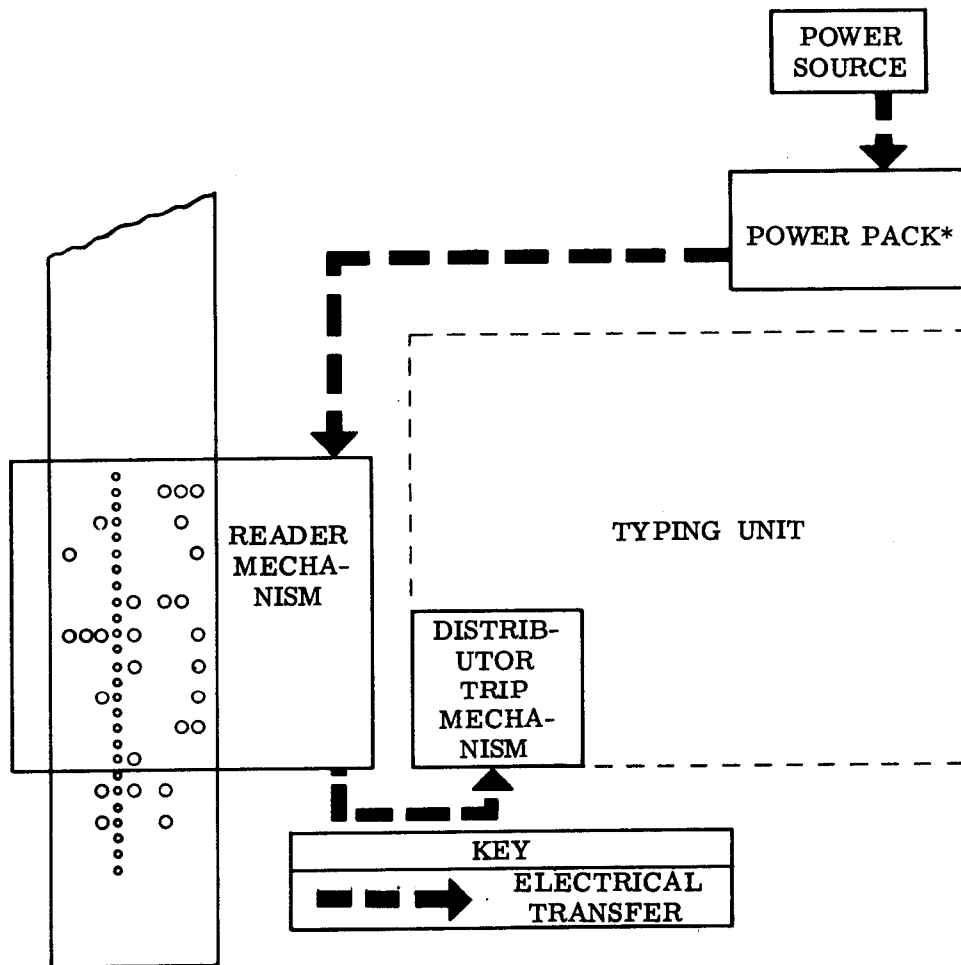 POWER
SOURCE
POWER PACK*
READER
MECHA-
NISM
TYPING UNIT
DISTRIB-
UTOR
TRIP
MECHA-
NISM
KEY
ELECTRICAL
TRANSFER